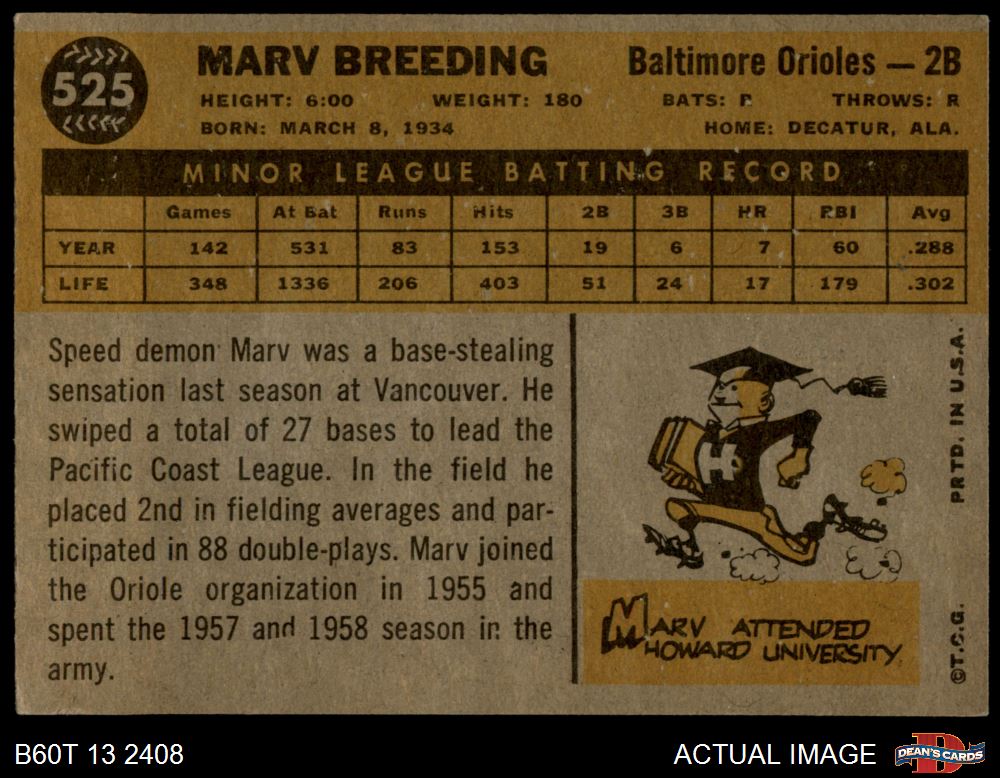 525
MARV BREEDING
Baltimore Orioles — 2B
HEIGHT: 6:00 WEIGHT: 180 BATS: R THROWS: R
BORN: MARCH 8, 1934 HOME: DECATUR, ALA.
MINOR LEAGUE BATTING RECORD
Games At Bat Runs Hits 2B 3B HR RBI Avg
YEAR 142 531 83 153 19 6 7 60 .288
LIFE 348 1336 206 403 51 24 17 179 .302
Speed demon Marv was a base-stealing
sensation last season at Vancouver. He
swiped a total of 27 bases to lead the
Pacific Coast League. In the field he
placed 2nd in fielding averages and par-
ticipated in 88 double-plays. Marv joined
the Oriole organization in 1955 and
spent the 1957 and 1958 season in the
army.
H
MARV ATTENDED
HOWARD UNIVERSITY
©T.C.G. PRTD. IN U.S.A.
B60T 13 2408
ACTUAL IMAGE
D
DEAN'S CARDS